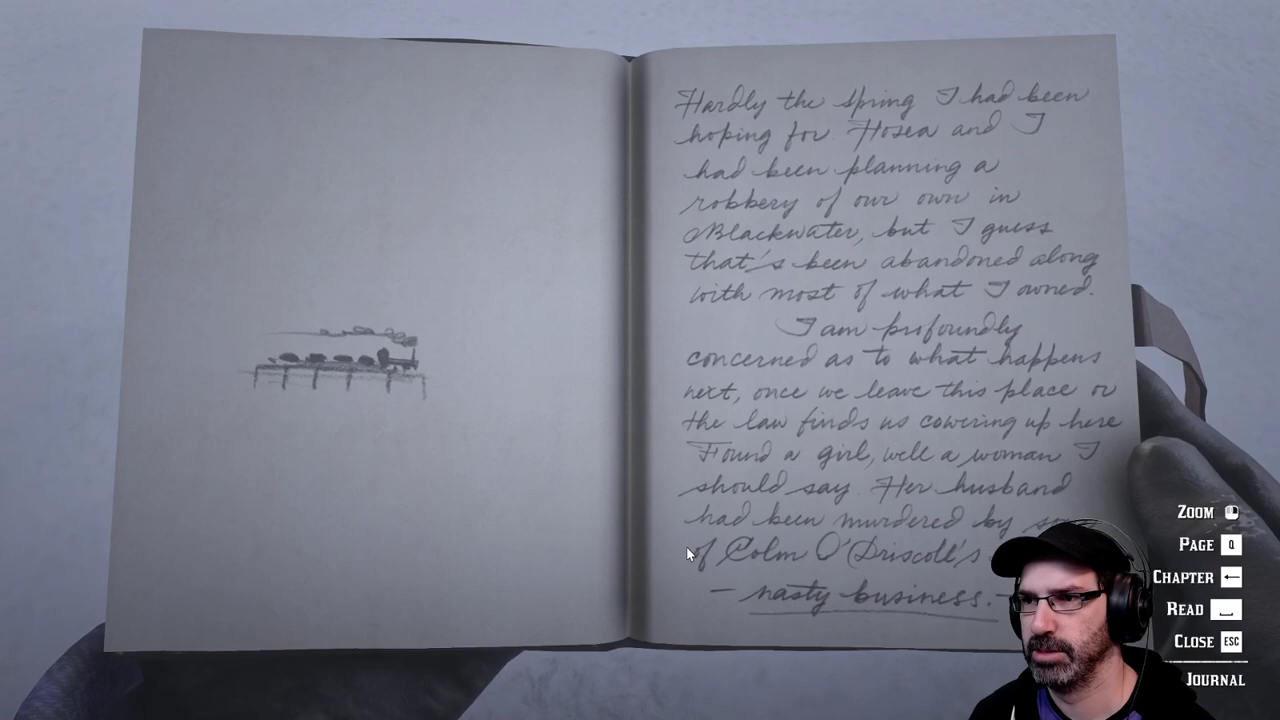 Hardly the spring I had been
hoping for. Hosea and I
had been planning a
robbery of our own in
Blackwater, but I guess
that's been abandoned along
with most of what I owned.
I am profoundly
concerned as to what happens
next, once we leave this place or
the law finds us cowering up here
Found a girl, well a woman I
should say. Her husband
had been murdered by
of Colm O'Driscoll's
– nasty business. –
ZOOM
PAGE Q
CHAPTER ←
READ
CLOSE ESC
JOURNAL